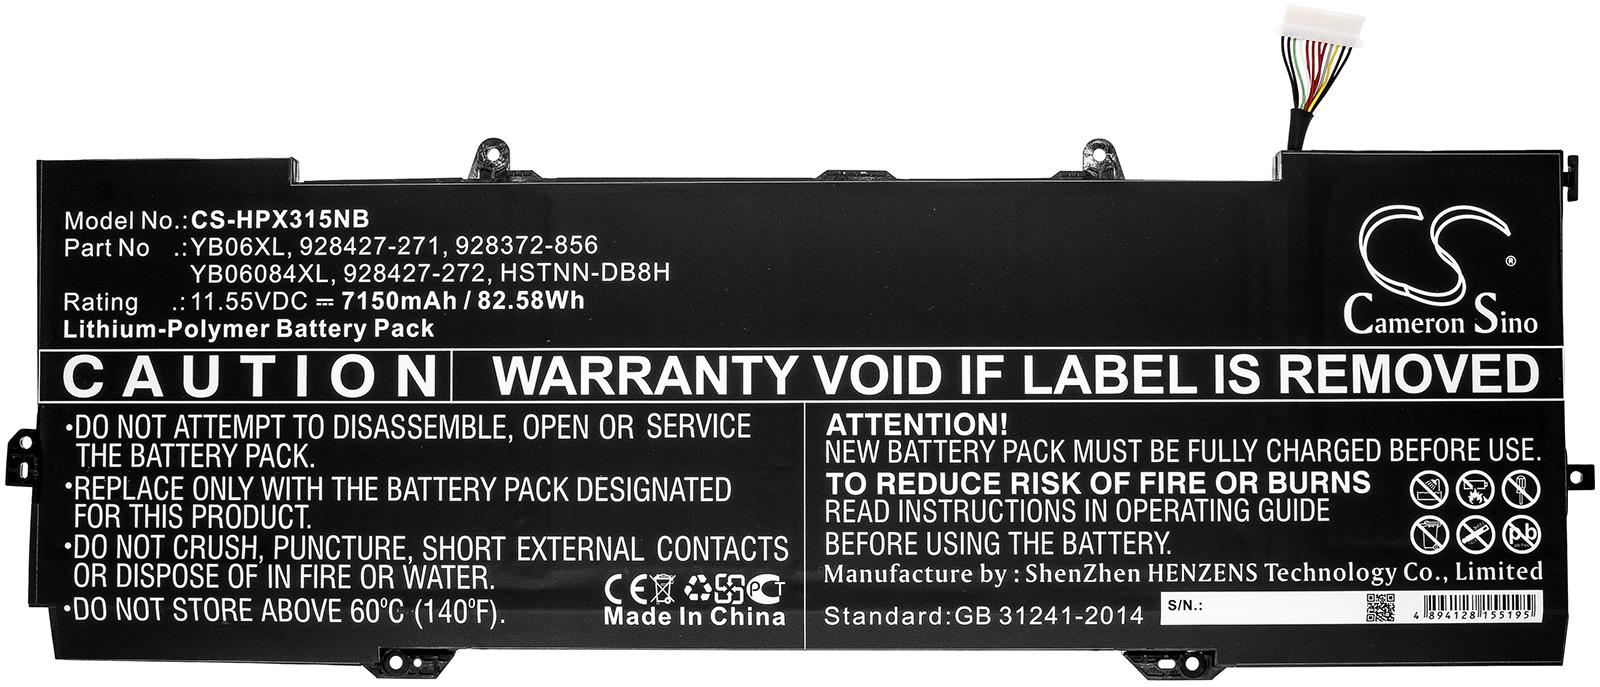 Model No.:CS-HPX315NB
Part No .:YB06XL, 928427-271, 928372-856
YB06084XL, 928427-272, HSTNN-DB8H
Rating .:11.55VDC ⎓ 7150mAh / 82.58Wh
Lithium-Polymer Battery Pack
CS ®
Cameron Sino
CAUTION
WARRANTY VOID IF LABEL IS REMOVED
•DO NOT ATTEMPT TO DISASSEMBLE, OPEN OR SERVICE
THE BATTERY PACK.
•REPLACE ONLY WITH THE BATTERY PACK DESIGNATED
FOR THIS PRODUCT.
•DO NOT CRUSH, PUNCTURE, SHORT EXTERNAL CONTACTS
OR DISPOSE OF IN FIRE OR WATER.
•DO NOT STORE ABOVE 60ºC (140ºF).
CE
Made In China
ATTENTION!
NEW BATTERY PACK MUST BE FULLY CHARGED BEFORE USE.
TO REDUCE RISK OF FIRE OR BURNS
READ INSTRUCTIONS IN OPERATING GUIDE
BEFORE USING THE BATTERY.
Pb
Manufacture by : ShenZhen HENZENS Technology Co., Limited
Standard:GB 31241-2014
S/N.:
4 894128 155195